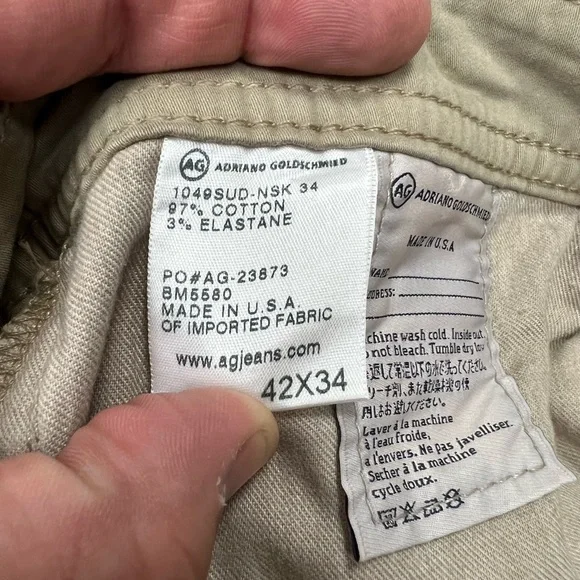 AG ADRIANO GOLDSCHMIED
1049SUD-NSK 34
97% COTTON
3% ELASTANE
PO#AG-23873
BM5580
MADE IN U.S.A.
OF IMPORTED FABRIC
www.agjeans.com
42X34
AG ADRIANO GOLDSCHMIED
MADE IN U.S.A
chine wash cold. Inside out.
not bleach. Tumble dry low
Laver à la machine
à l'eau froide,
à l'envers. Ne pas javelliser.
Secher à la machine
cycle doux.